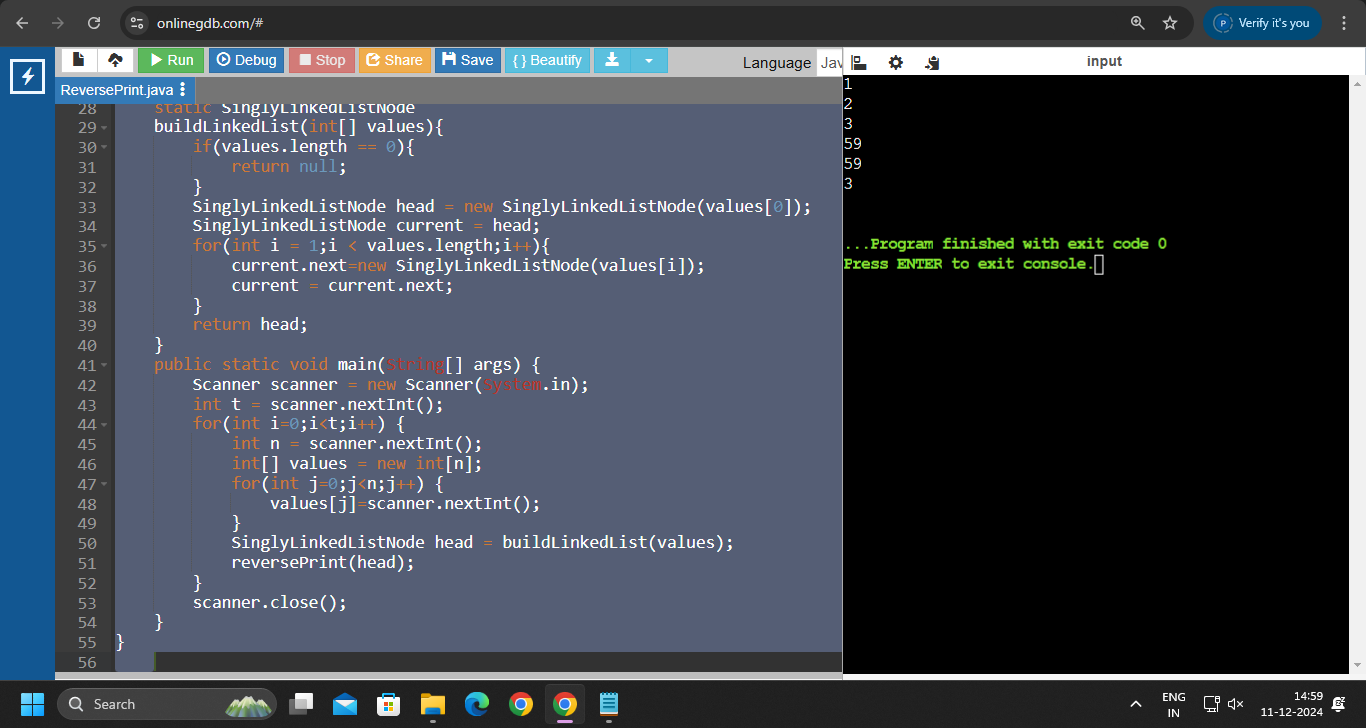 onlinegdb.com/#
Verify it's you
Run
Debug
Stop
Share
Save
{ } Beautify
Language
Jav
input
ReversePrint.java
28 static SinglyLinkedListNode
29 buildLinkedList(int[] values){
30 if(values.length == 0){
31 return null;
32 }
33 SinglyLinkedListNode head = new SinglyLinkedListNode(values[0]);
34 SinglyLinkedListNode current = head;
35 for(int i = 1;i < values.length;i++){
36 current.next=new SinglyLinkedListNode(values[i]);
37 current = current.next;
38 }
39 return head;
40 }
41 public static void main(String[] args) {
42 Scanner scanner = new Scanner(System.in);
43 int t = scanner.nextInt();
44 for(int i=0;i<t;i++) {
45 int n = scanner.nextInt();
46 int[] values = new int[n];
47 for(int j=0;j<n;j++) {
48 values[j]=scanner.nextInt();
49 }
50 SinglyLinkedListNode head = buildLinkedList(values);
51 reversePrint(head);
52 }
53 scanner.close();
54 }
55 }
56
1
2
3
59
59
3
...Program finished with exit code 0
Press ENTER to exit console.
Search
ENG
IN
14:59
11-12-2024